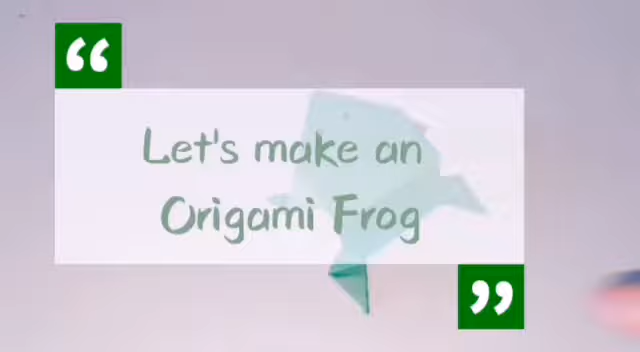 “
Let's make an
Origami Frog
”